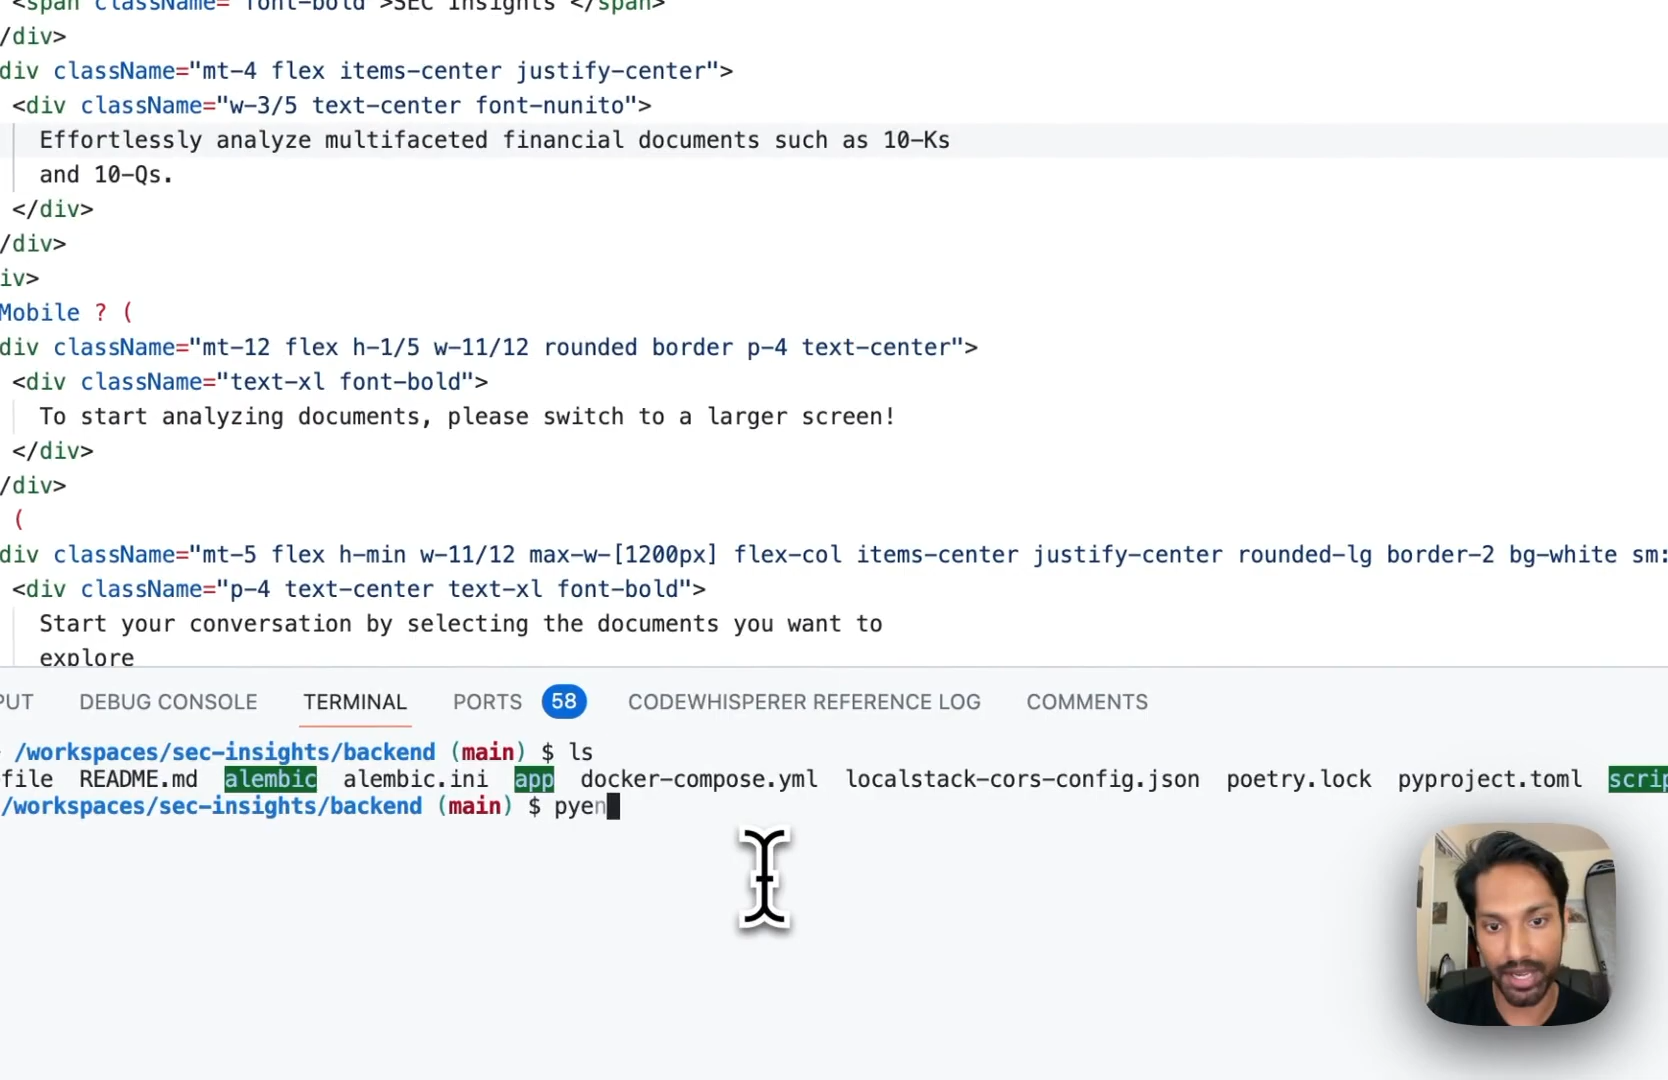 <span className="font-bold">SEC Insights </span>
/div>
div className="mt-4 flex items-center justify-center">
<div className="w-3/5 text-center font-nunito">
Effortlessly analyze multifaceted financial documents such as 10-Ks
and 10-Qs.
</div>
/div>
iv>
Mobile ? (
div className="mt-12 flex h-1/5 w-11/12 rounded border p-4 text-center">
<div className="text-xl font-bold">
To start analyzing documents, please switch to a larger screen!
</div>
/div>
(
div className="mt-5 flex h-min w-11/12 max-w-[1200px] flex-col items-center justify-center rounded-lg border-2 bg-white sm:
<div className="p-4 text-center text-xl font-bold">
Start your conversation by selecting the documents you want to
explore
PUT DEBUG CONSOLE TERMINAL PORTS 58 CODEWHISPERER REFERENCE LOG COMMENTS
/workspaces/sec-insights/backend (main) $ ls
file README.md alembic alembic.ini app docker-compose.yml localstack-cors-config.json poetry.lock pyproject.toml scrip
/workspaces/sec-insights/backend (main) $ pyen